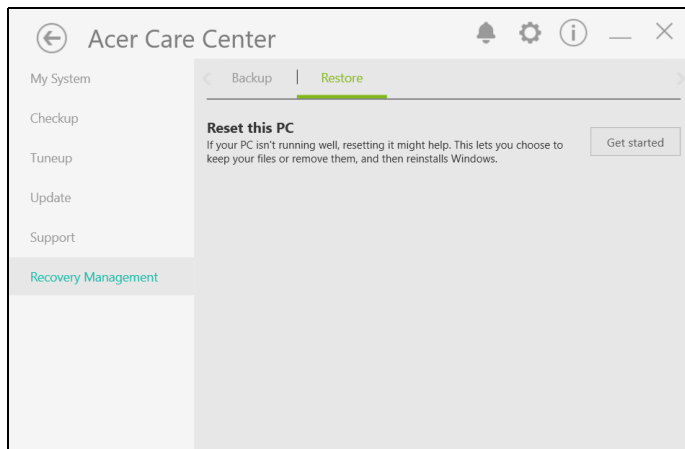 Acer Care Center
My System
Checkup
Tuneup
Update
Support
Recovery Management
Backup
Restore
Reset this PC
If your PC isn't running well, resetting it might help. This lets you choose to
keep your files or remove them, and then reinstalls Windows.
Get started